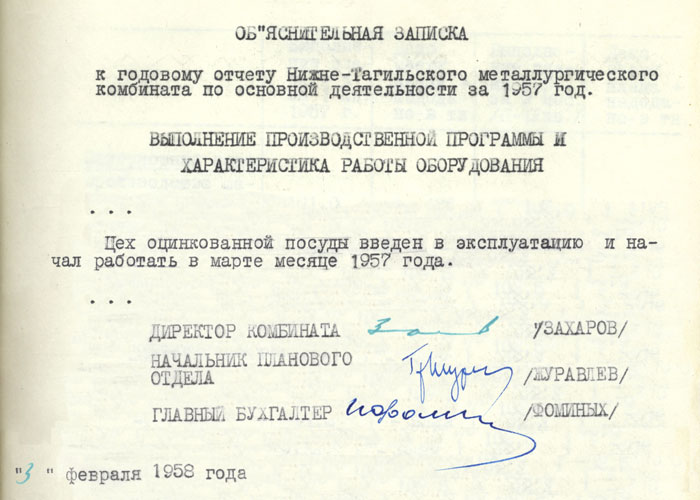 ОБ"ЯСНИТЕЛЬНАЯ ЗАПИСКА
к годовому отчету Нижне-Тагильского металлургического
комбината по основной деятельности за 1957 год.
ВЫПОЛНЕНИЕ ПРОИЗВОДСТВЕННОЙ ПРОГРАММЫ И
ХАРАКТЕРИСТИКА РАБОТЫ ОБОРУДОВАНИЯ
. . .
Цех оцинкованной посуды введен в эксплуатацию и на-
чал работать в марте месяце 1957 года.
. . .
ДИРЕКТОР КОМБИНАТА /ЗАХАРОВ/
НАЧАЛЬНИК ПЛАНОВОГО
ОТДЕЛА /ЖУРАВЛЕВ/
ГЛАВНЫЙ БУХГАЛТЕР /ФОМИНЫХ/
"3" февраля 1958 года